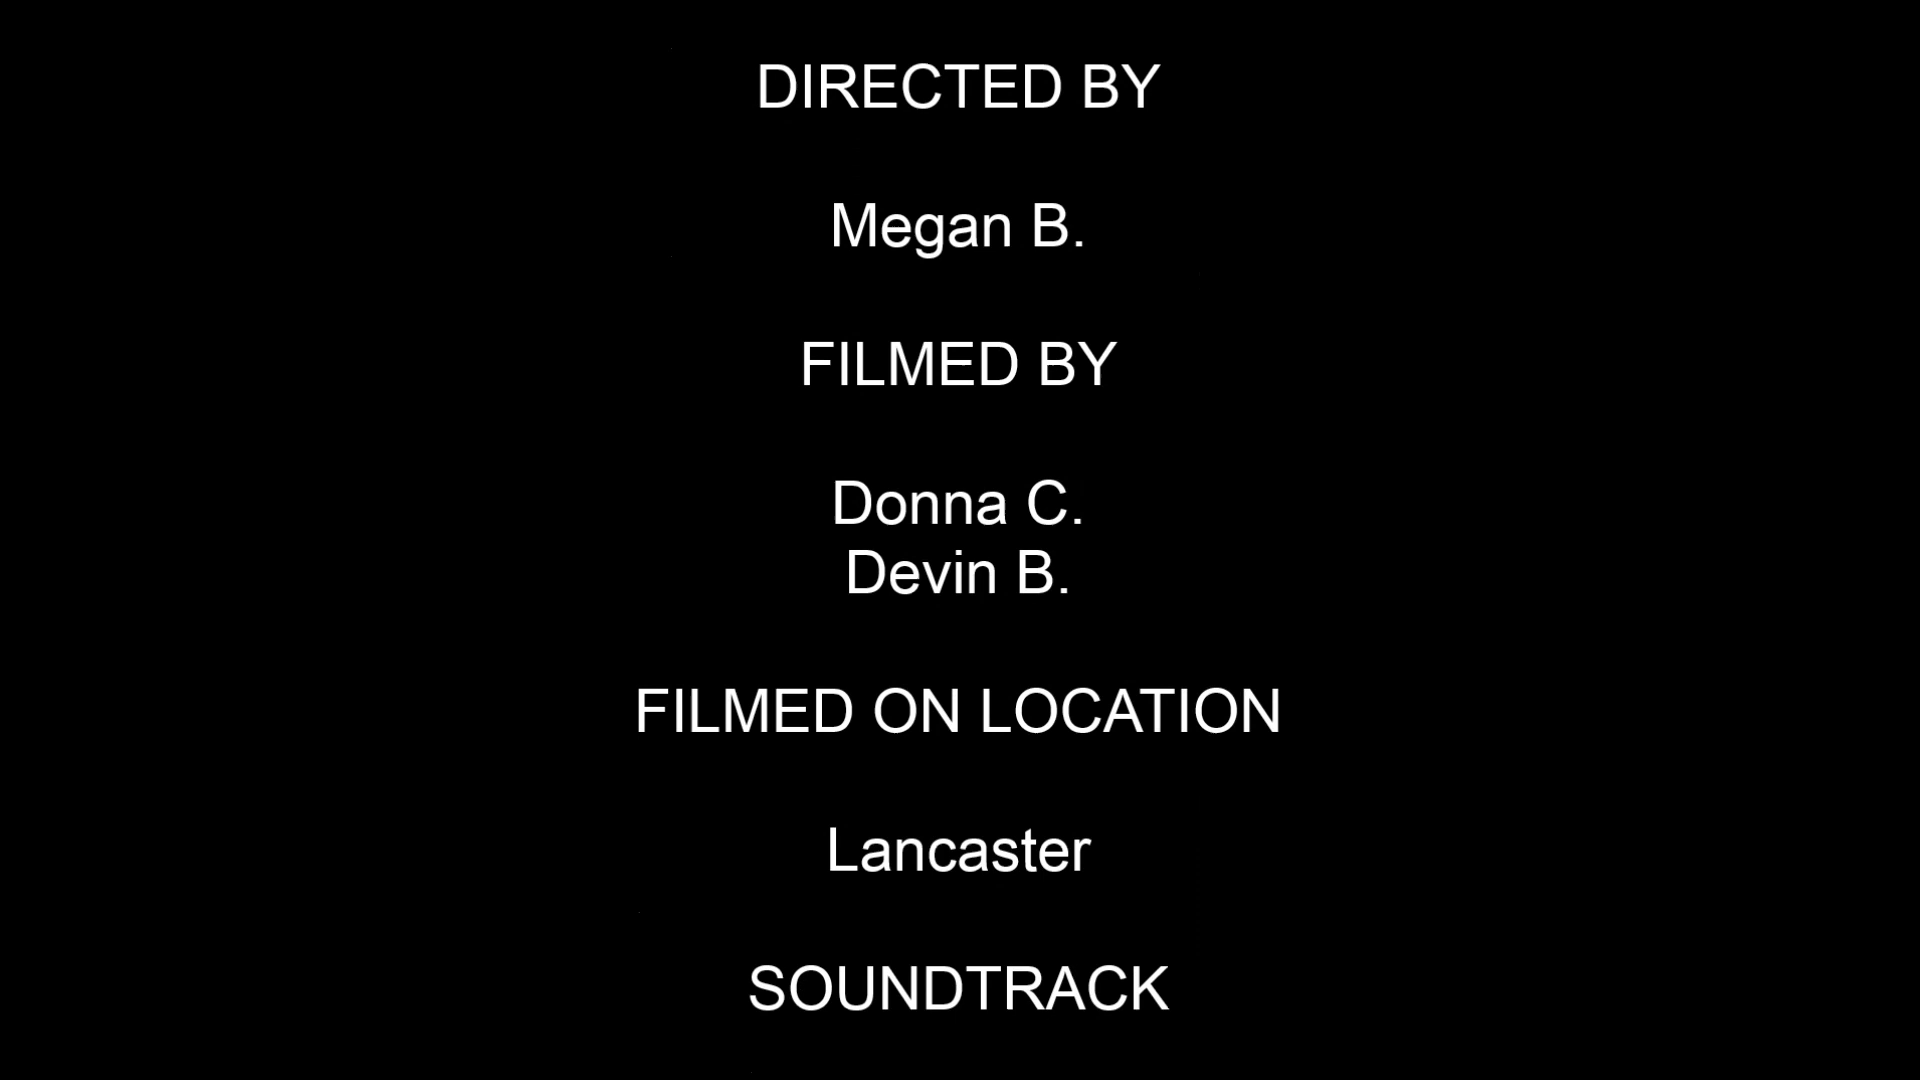 DIRECTED BY
Megan B.
FILMED BY
Donna C.
Devin B.
FILMED ON LOCATION
Lancaster
SOUNDTRACK